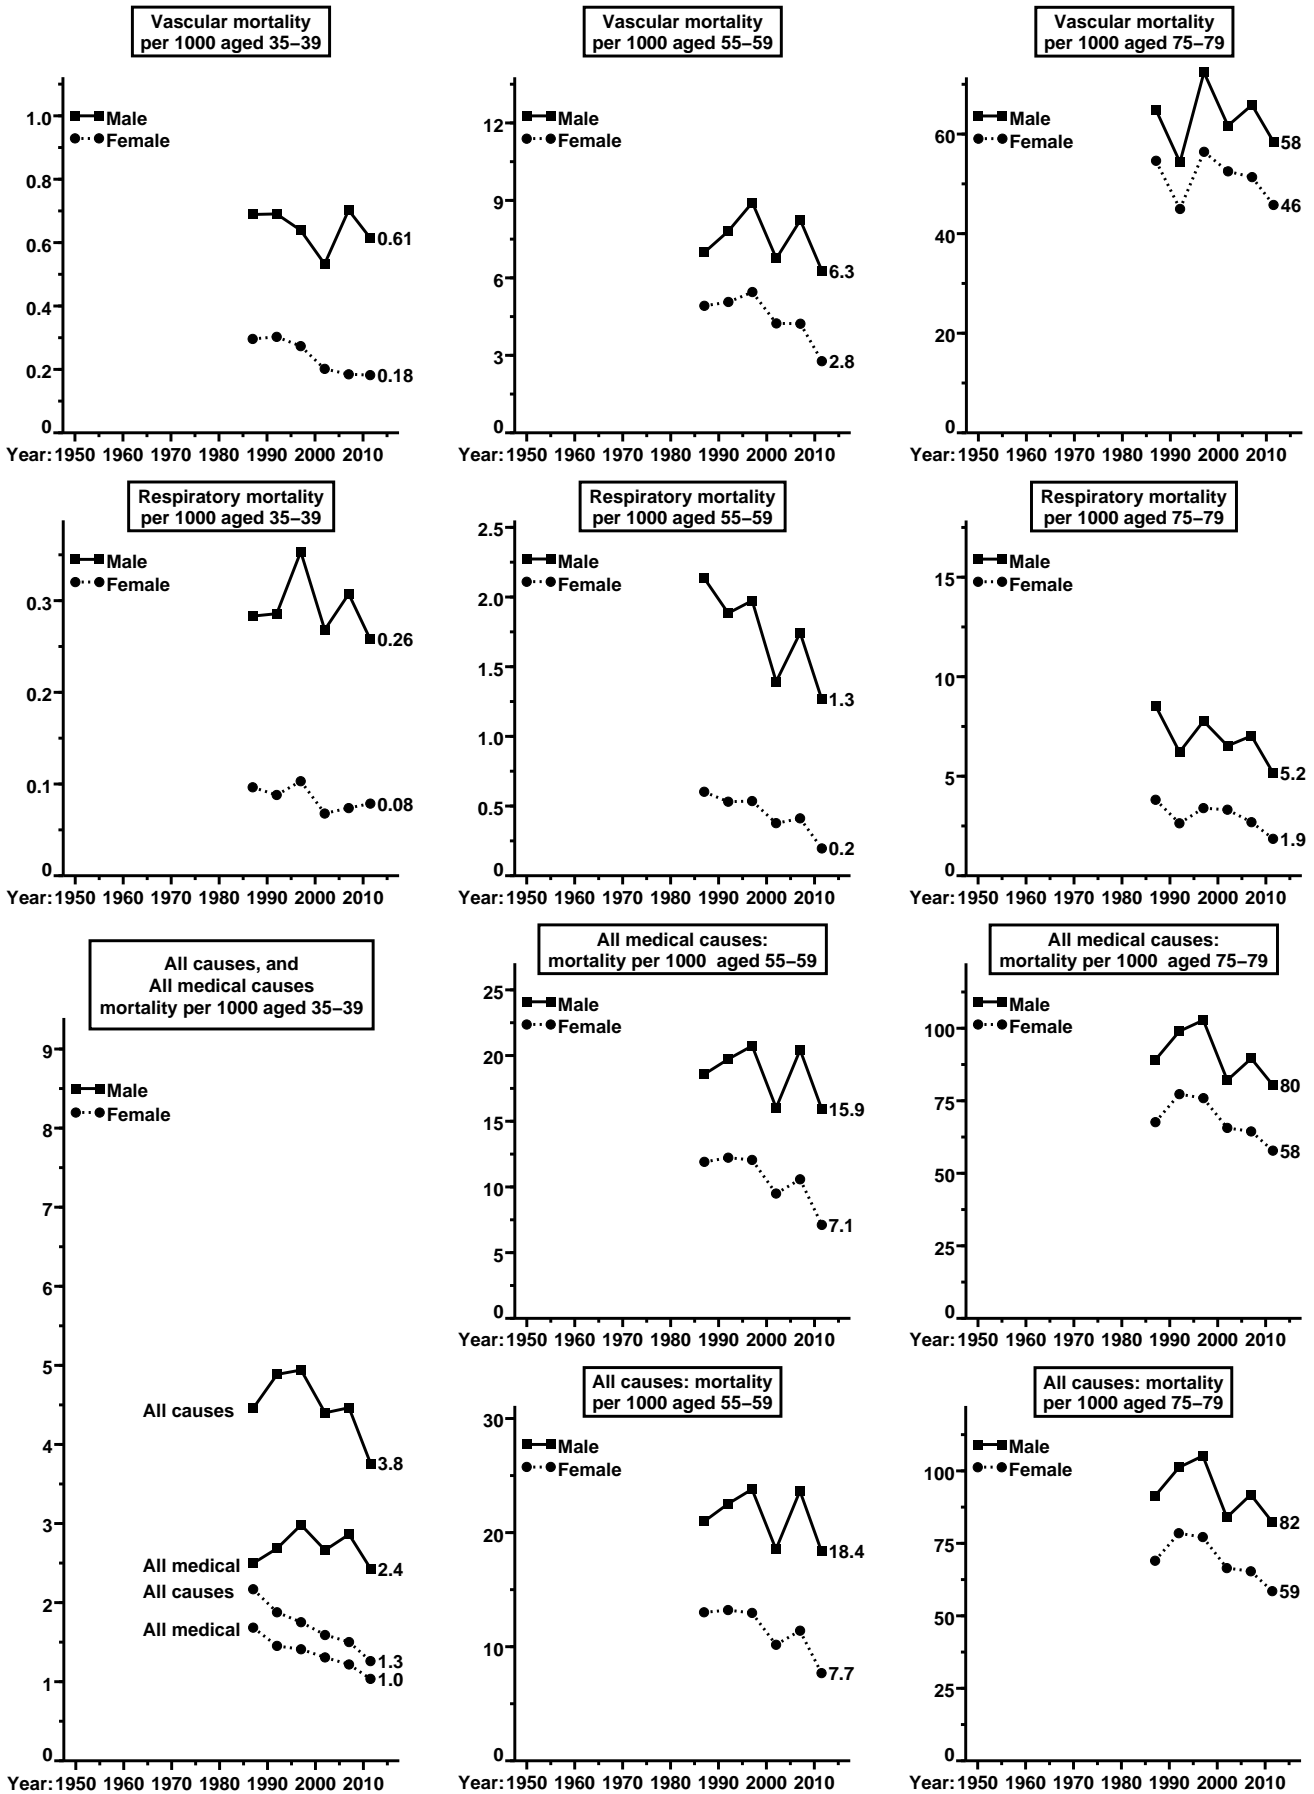 Vascular mortality
per 1000 aged 35–39
1.0
0.8
0.6
0.4
0.2
0
Male
Female
0.61
0.18
Year: 1950 1960 1970 1980 1990 2000 2010
Vascular mortality
per 1000 aged 55–59
12
9
6
3
0
Male
Female
6.3
2.8
Year: 1950 1960 1970 1980 1990 2000 2010
Vascular mortality
per 1000 aged 75–79
60
40
20
0
Male
Female
58
46
Year: 1950 1960 1970 1980 1990 2000 2010
Respiratory mortality
per 1000 aged 35–39
0.3
0.2
0.1
0
Male
Female
0.26
0.08
Year: 1950 1960 1970 1980 1990 2000 2010
Respiratory mortality
per 1000 aged 55–59
2.5
2.0
1.5
1.0
0.5
0
Male
Female
1.3
0.2
Year: 1950 1960 1970 1980 1990 2000 2010
Respiratory mortality
per 1000 aged 75–79
15
10
5
0
Male
Female
5.2
1.9
Year: 1950 1960 1970 1980 1990 2000 2010
All causes, and
All medical causes
mortality per 1000 aged 35–39
9
8
7
6
5
4
3
2
1
0
Male
Female
All causes
3.8
All medical
2.4
All causes
1.3
All medical
1.0
Year: 1950 1960 1970 1980 1990 2000 2010
All medical causes:
mortality per 1000 aged 55–59
25
20
15
10
5
0
Male
Female
15.9
7.1
Year: 1950 1960 1970 1980 1990 2000 2010
All medical causes:
mortality per 1000 aged 75–79
100
75
50
25
0
Male
Female
80
58
Year: 1950 1960 1970 1980 1990 2000 2010
All causes: mortality
per 1000 aged 55–59
30
20
10
0
Male
Female
18.4
7.7
Year: 1950 1960 1970 1980 1990 2000 2010
All causes: mortality
per 1000 aged 75–79
100
75
50
25
0
Male
Female
82
59
Year: 1950 1960 1970 1980 1990 2000 2010